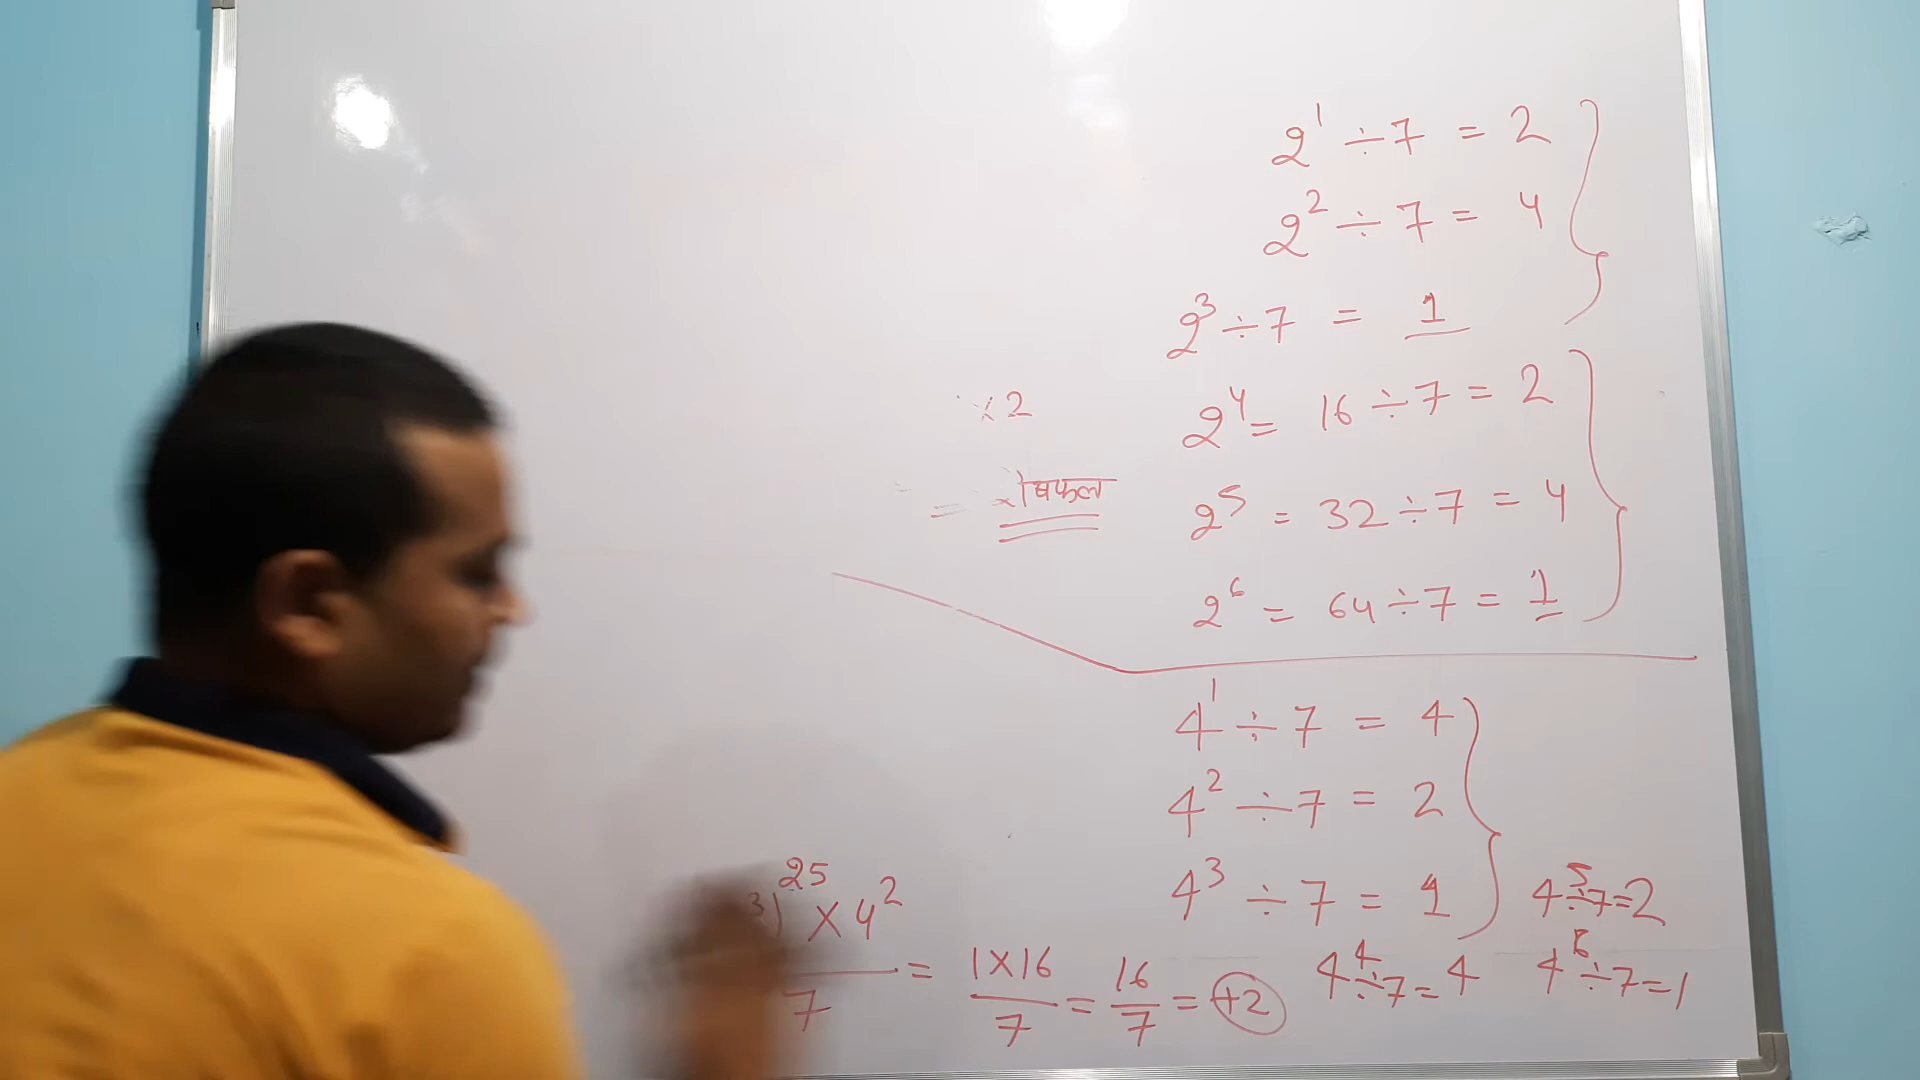 2¹ ÷ 7 = 2
2² ÷ 7 = 4
2³ ÷ 7 = 1
× 2
2⁴ = 16 ÷ 7 = 2
=
2⁵ = 32 ÷ 7 = 4
2⁶ = 64 ÷ 7 = 1
4¹ ÷ 7 = 4
4² ÷ 7 = 2
4³ ÷ 7 = 1
4⁵ ÷ 7 = 2
4⁴ ÷ 7 = 4
4⁶ ÷ 7 = 1
3)²⁵ × 4² / 7 = 1×16 / 7 = 16 / 7 = +2